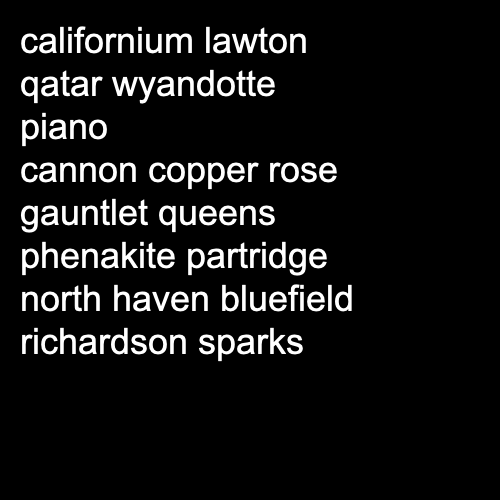 californium lawton
qatar wyandotte
piano
cannon copper rose
gauntlet queens
phenakite partridge
north haven bluefield
richardson sparks